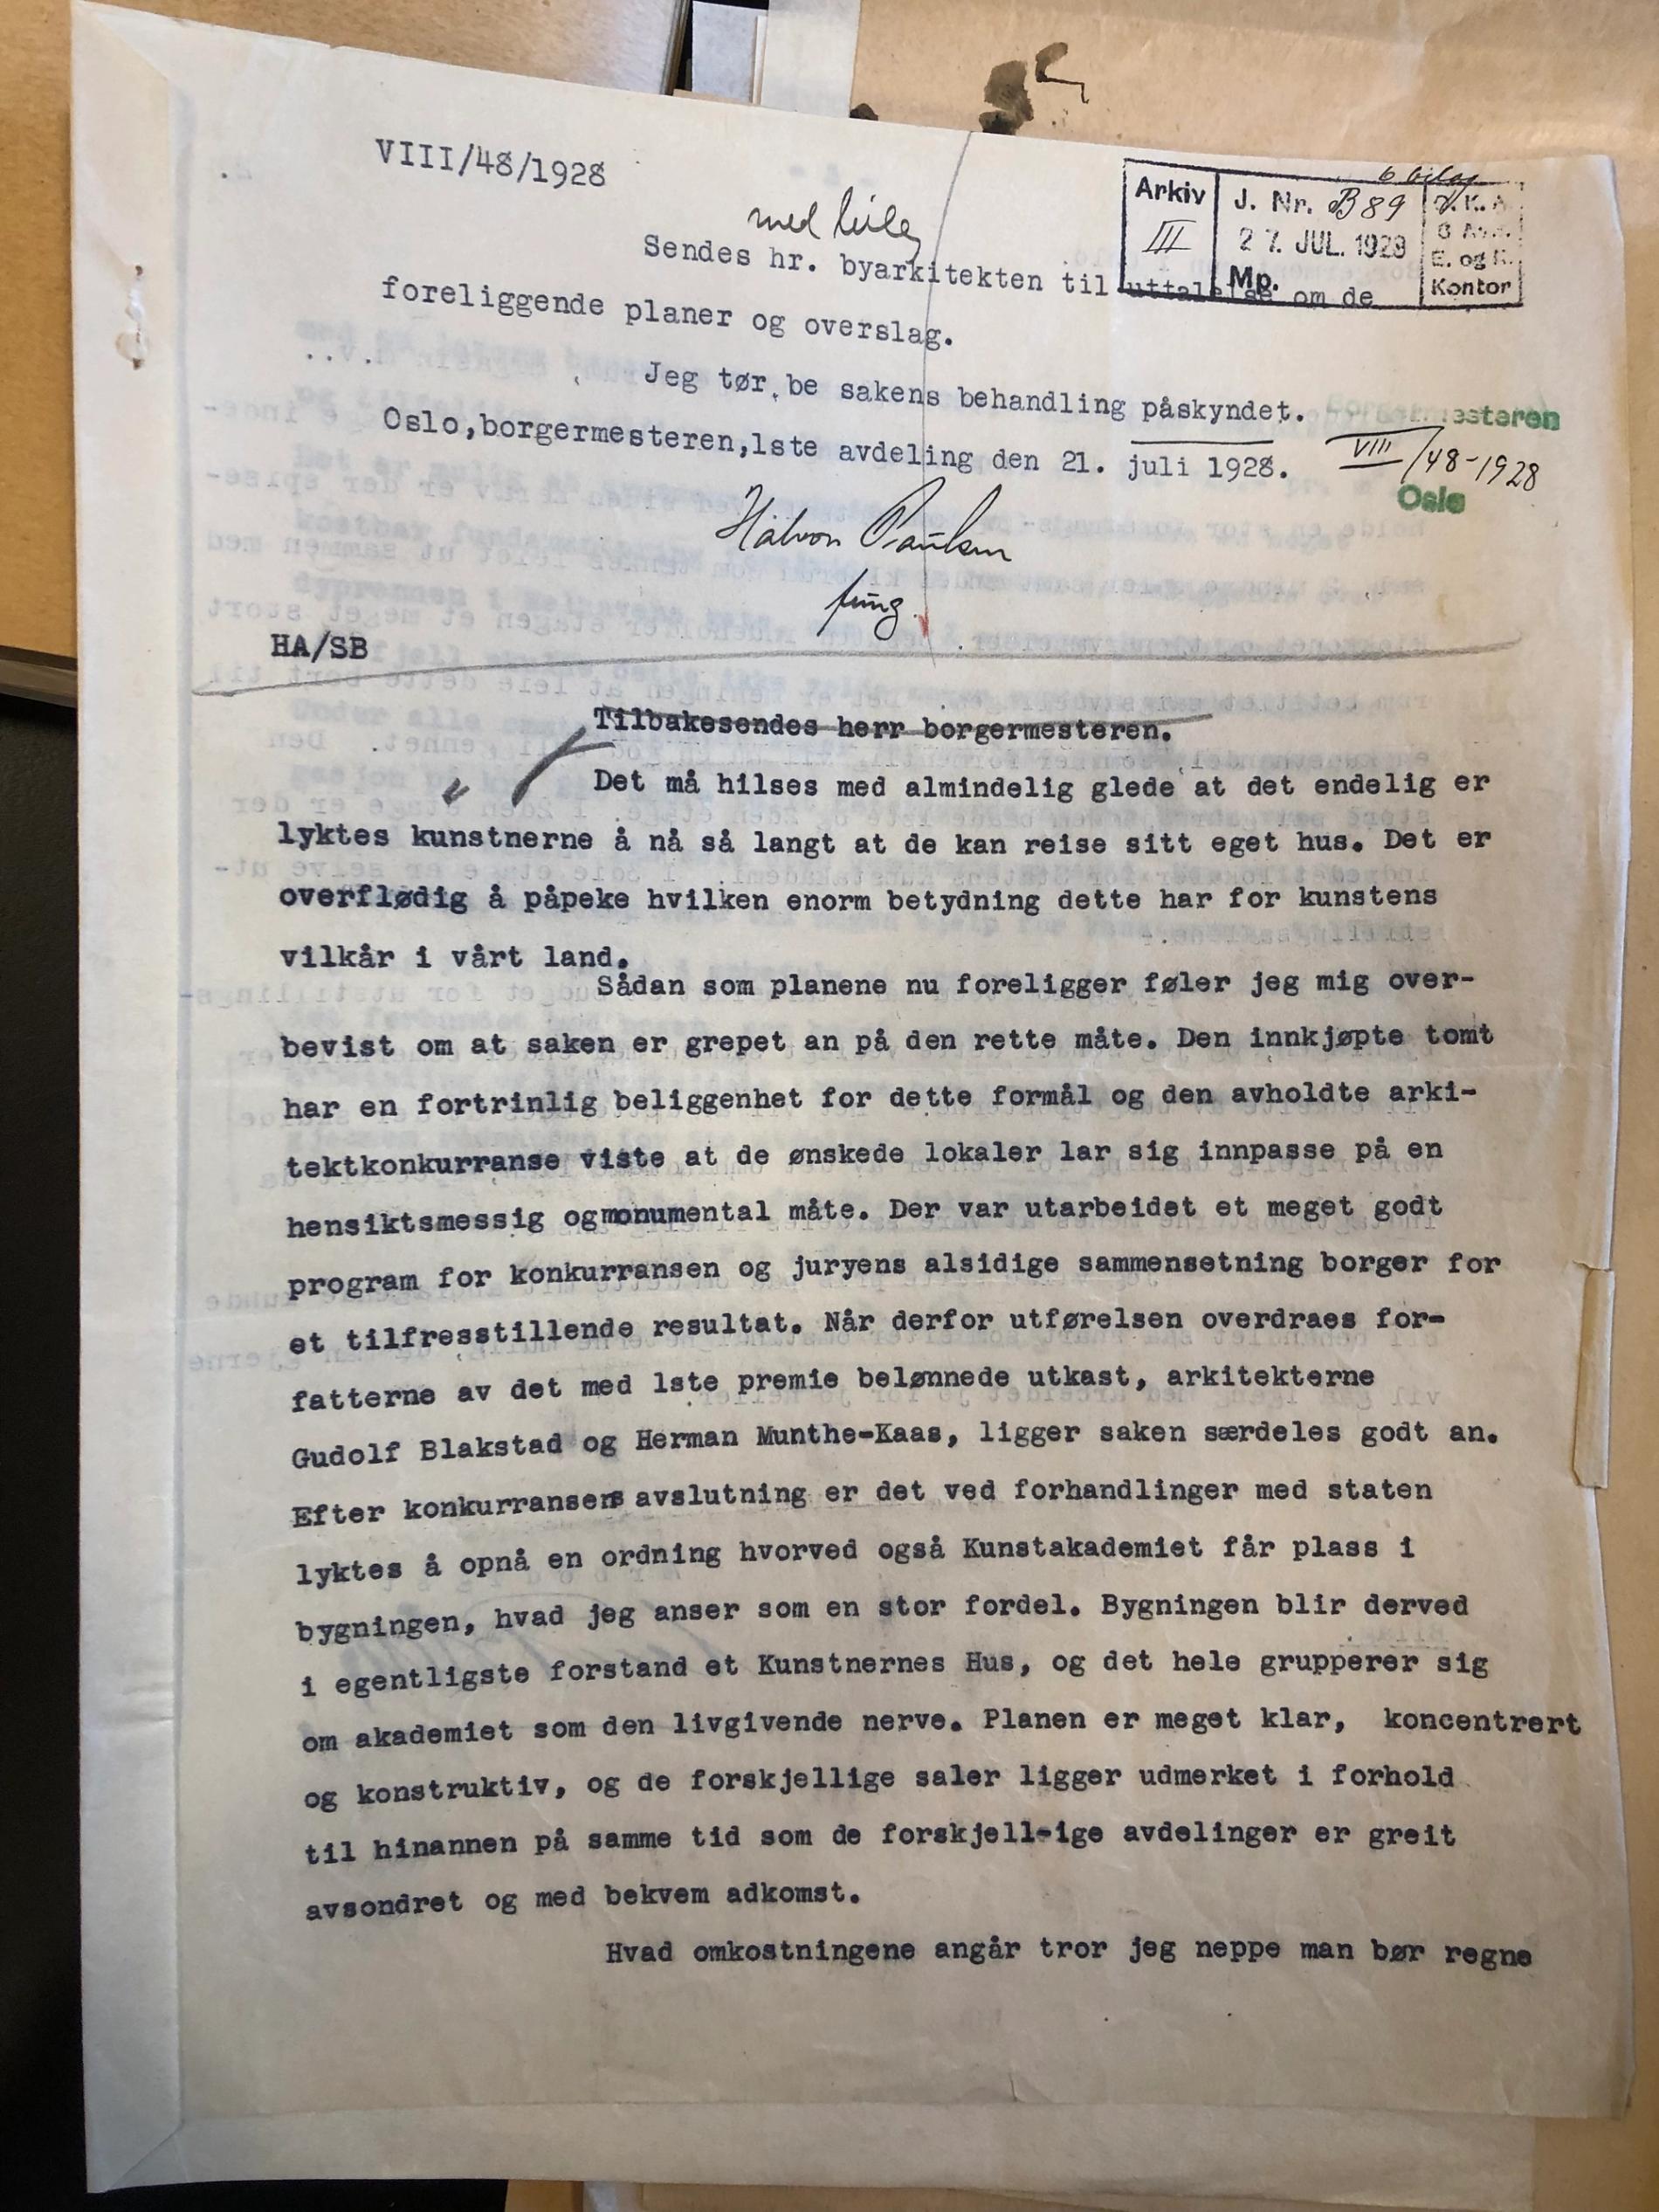 VIII/48/1928
6 bilag
Arkiv III
J. Nr. B 89
27. JUL. 1928
Mp.
E. og R.
Kontor
med bilag
Sendes hr. byarkitekten til uttalelse om de
foreliggende planer og overslag.
Jeg tør be sakens behandling påskyndet.
Borgermesteren
VIII/48-1928
Oslo
Oslo,borgermesteren,1ste avdeling den 21. juli 1928.
Halvor Paulsen
fung.
HA/SB
Tilbakesendes herr borgermesteren.
Det må hilses med almindelig glede at det endelig er
lyktes kunstnerne å nå så langt at de kan reise sitt eget hus. Det er
overflødig å påpeke hvilken enorm betydning dette har for kunstens
vilkår i vårt land.
Sådan som planene nu foreligger føler jeg mig over-
bevist om at saken er grepet an på den rette måte. Den innkjøpte tomt
har en fortrinlig beliggenhet for dette formål og den avholdte arki-
tektkonkurranse viste at de ønskede lokaler lar sig innpasse på en
hensiktsmessig ogmonumental måte. Der var utarbeidet et meget godt
program for konkurransen og juryens alsidige sammensetning borger for
et tilfresstillende resultat. Når derfor utførelsen overdraes for-
fatterne av det med 1ste premie belønnede utkast, arkitekterne
Gudolf Blakstad og Herman Munthe-Kaas, ligger saken særdeles godt an.
Efter konkurransens avslutning er det ved forhandlinger med staten
lyktes å opnå en ordning hvorved også Kunstakademiet får plass i
bygningen, hvad jeg anser som en stor fordel. Bygningen blir derved
i egentligste forstand et Kunstnernes Hus, og det hele grupperer sig
om akademiet som den livgivende nerve. Planen er meget klar, koncentrert
og konstruktiv, og de forskjellige saler ligger udmerket i forhold
til hinannen på samme tid som de forskjell-ige avdelinger er greit
avsondret og med bekvem adkomst.
Hvad omkostningene angår tror jeg neppe man bør regne